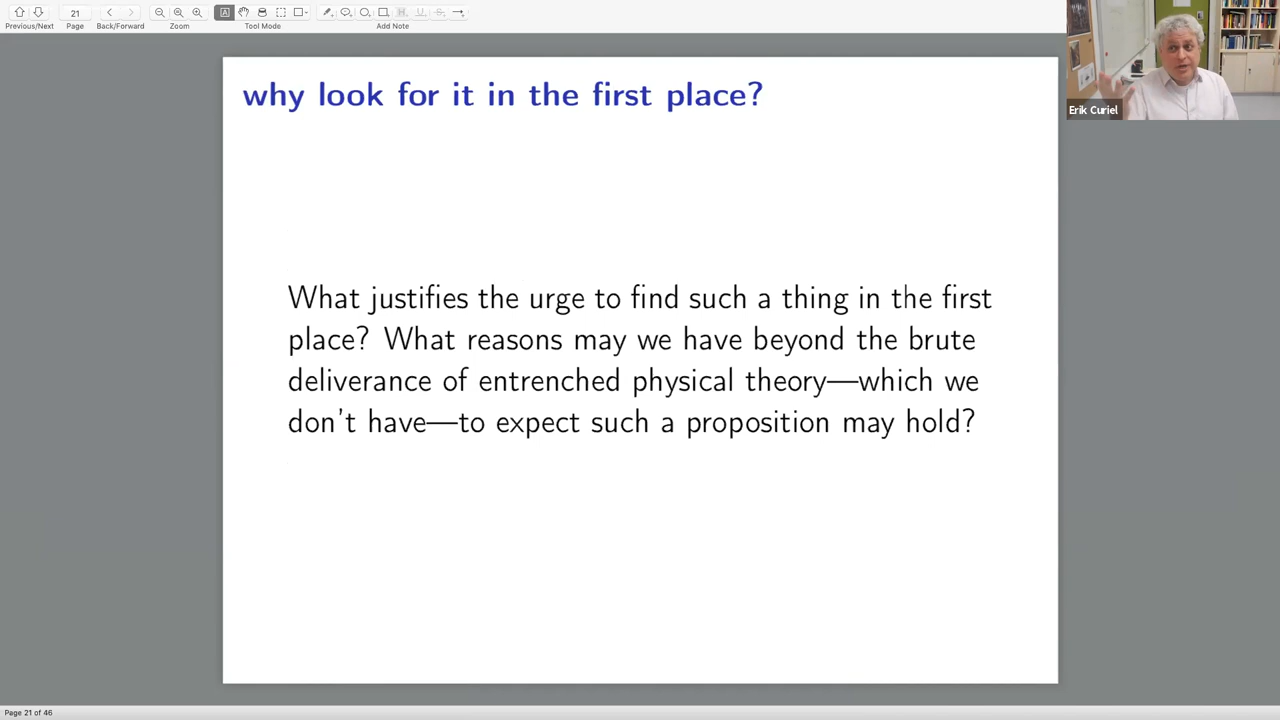 21
Previous/Next
Page
Back/Forward
Zoom
Tool Mode
Add Note
Erik Curiel
why look for it in the first place?
What justifies the urge to find such a thing in the first
place? What reasons may we have beyond the brute
deliverance of entrenched physical theory—which we
don't have—to expect such a proposition may hold?
Page 21 of 46